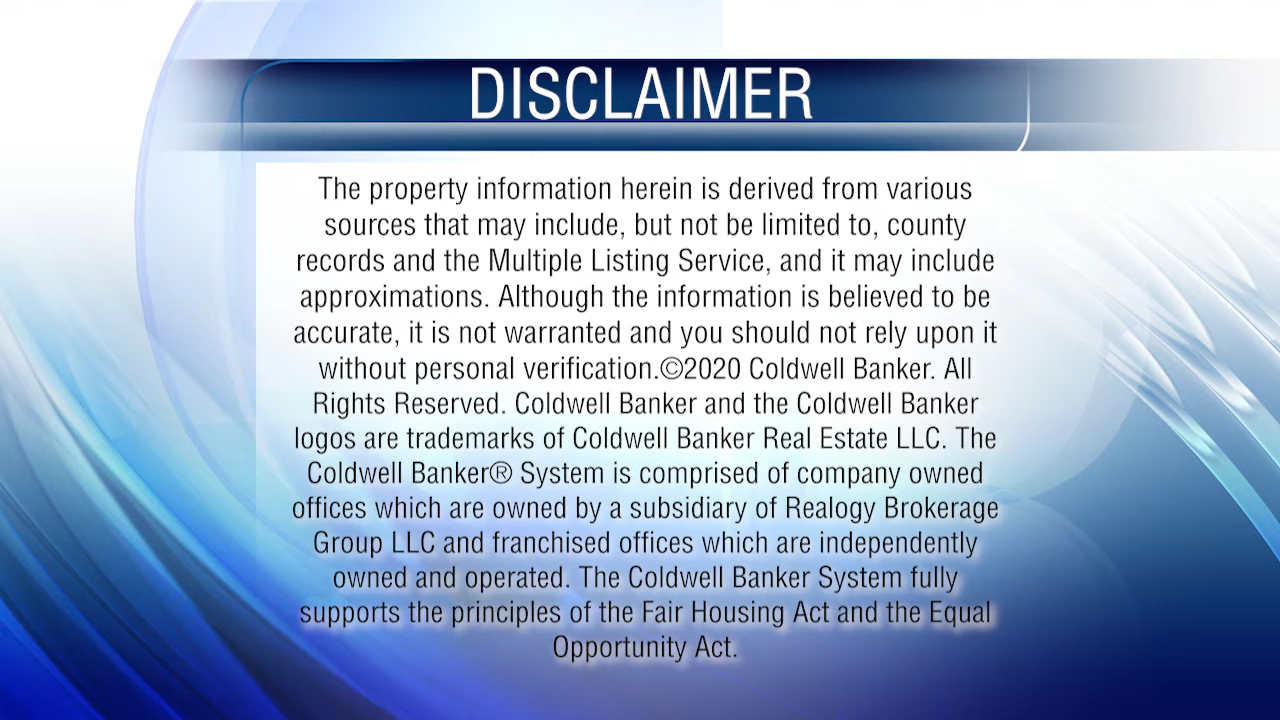 DISCLAIMER
The property information herein is derived from various
sources that may include, but not be limited to, county
records and the Multiple Listing Service, and it may include
approximations. Although the information is believed to be
accurate, it is not warranted and you should not rely upon it
without personal verification.©2020 Coldwell Banker. All
Rights Reserved. Coldwell Banker and the Coldwell Banker
logos are trademarks of Coldwell Banker Real Estate LLC. The
Coldwell Banker® System is comprised of company owned
offices which are owned by a subsidiary of Realogy Brokerage
Group LLC and franchised offices which are independently
owned and operated. The Coldwell Banker System fully
supports the principles of the Fair Housing Act and the Equal
Opportunity Act.